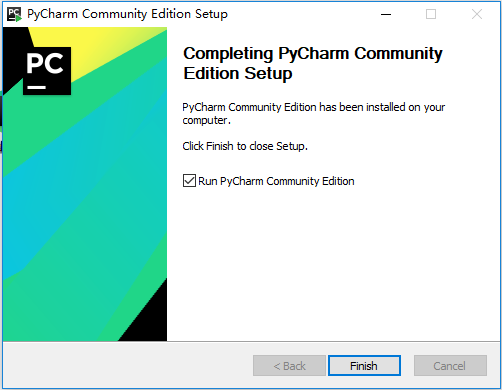 PyCharm Community Edition Setup
PC
Completing PyCharm Community
Edition Setup
PyCharm Community Edition has been installed on your
computer.
Click Finish to close Setup.
Run PyCharm Community Edition
< Back
Finish
Cancel